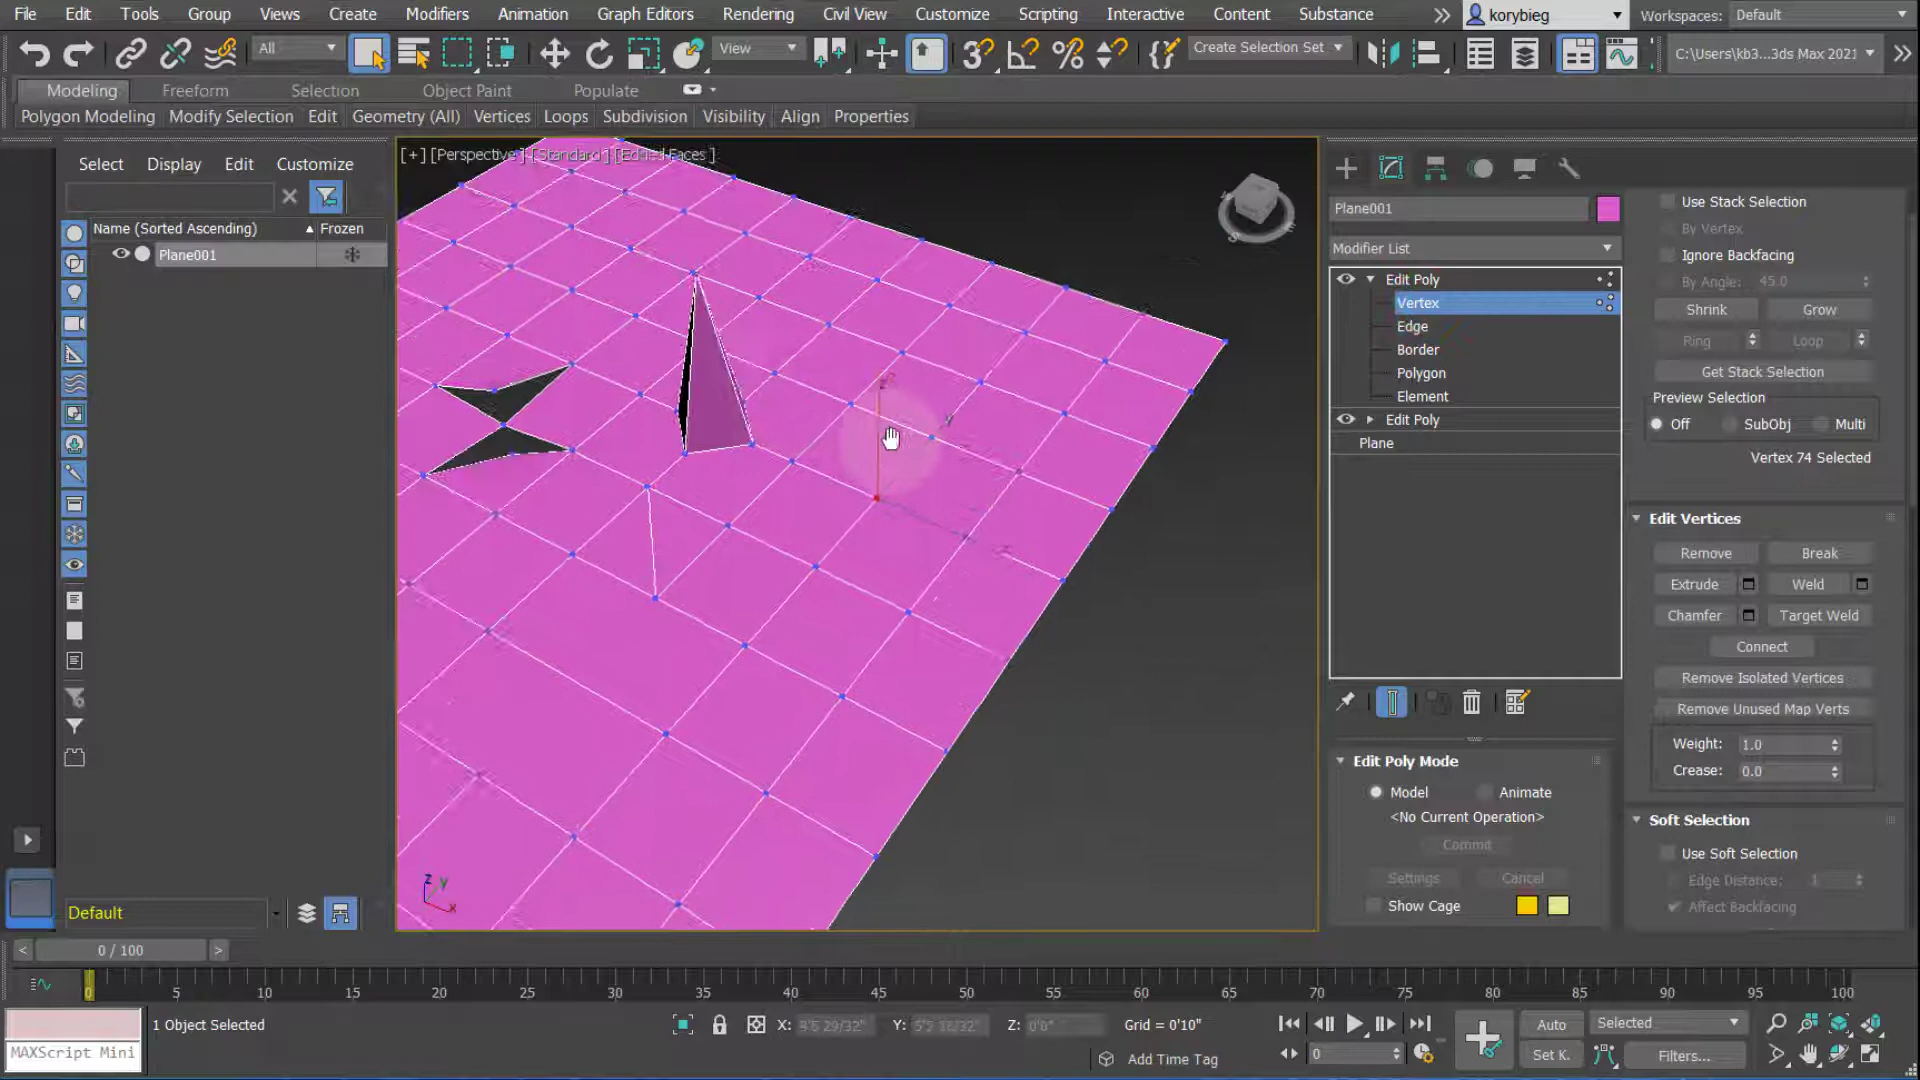 File Edit Tools Group Views Create Modifiers Animation Graph Editors Rendering Civil View Customize Scripting Interactive Content Substance korybieg Workspaces: Default
All View Create Selection Set C:\Users\kb3...3ds Max 2021
Modeling Freeform Selection Object Paint Populate
Polygon Modeling Modify Selection Edit Geometry (All) Vertices Loops Subdivision Visibility Align Properties
Select Display Edit Customize
Name (Sorted Ascending) Frozen
Plane001
Default
[+] [Perspective] [Standard] [Edged Faces]
z y x
Plane001
Modifier List
Edit Poly
Vertex
Edge
Border
Polygon
Element
Edit Poly
Plane
Edit Poly Mode
Model Animate
<No Current Operation>
Commit
Settings Cancel
Show Cage
Use Stack Selection
By Vertex
Ignore Backfacing
By Angle: 45.0
Shrink Grow
Ring Loop
Get Stack Selection
Preview Selection
Off SubObj Multi
Vertex 74 Selected
Edit Vertices
Remove Break
Extrude Weld
Chamfer Target Weld
Connect
Remove Isolated Vertices
Remove Unused Map Verts
Weight: 1.0
Crease: 0.0
Soft Selection
Use Soft Selection
Edge Distance: 1
Affect Backfacing
< 0 / 100 >
0 5 10 15 20 25 30 35 40 45 50 55 60 65 70 75 80 85 90 95 100
1 Object Selected X: Y: Z: 0'0" Grid = 0'10" Auto Selected
MAXScript Mini Add Time Tag 0 Set K. Filters...